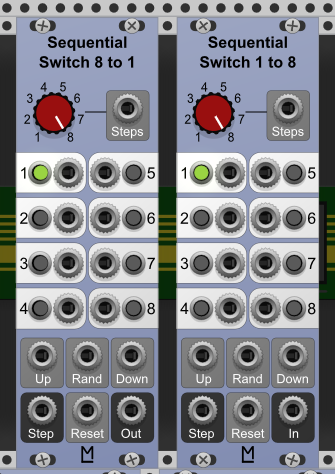 Sequential
Switch 8 to 1
4 5
3 6
2 7
1 8
Steps
1 5
2 6
3 7
4 8
Up Rand Down
Step Reset Out
Sequential
Switch 1 to 8
4 5
3 6
2 7
1 8
Steps
1 5
2 6
3 7
4 8
Up Rand Down
Step Reset In